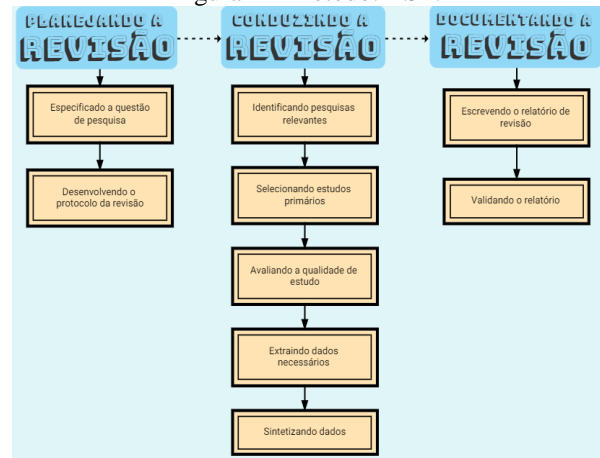 PLANEJANDO A
REVISÃO
CONDUZINDO A
REVISÃO
DOCUMENTANDO A
REVISÃO
Especificado a questão
de pesquisa
Desenvolvendo o
protocolo da revisão
Identificando pesquisas
relevantes
Selecionando estudos
primários
Avaliando a qualidade de
estudo
Extraindo dados
necessários
Sintetizando dados
Escrevendo o relatório de
revisão
Validando o relatório